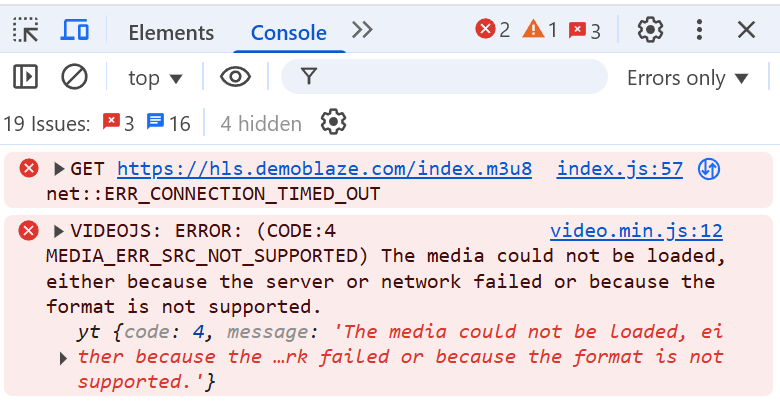 Elements Console 2 1 3
top Errors only
19 Issues: 3 16 4 hidden
GET https://hls.demoblaze.com/index.m3u8 index.js:57
net::ERR_CONNECTION_TIMED_OUT
VIDEOJS: ERROR: (CODE:4 video.min.js:12
MEDIA_ERR_SRC_NOT_SUPPORTED) The media could not be loaded,
either because the server or network failed or because the
format is not supported.
yt {code: 4, message: 'The media could not be loaded, ei
ther because the …rk failed or because the format is not
supported.'}